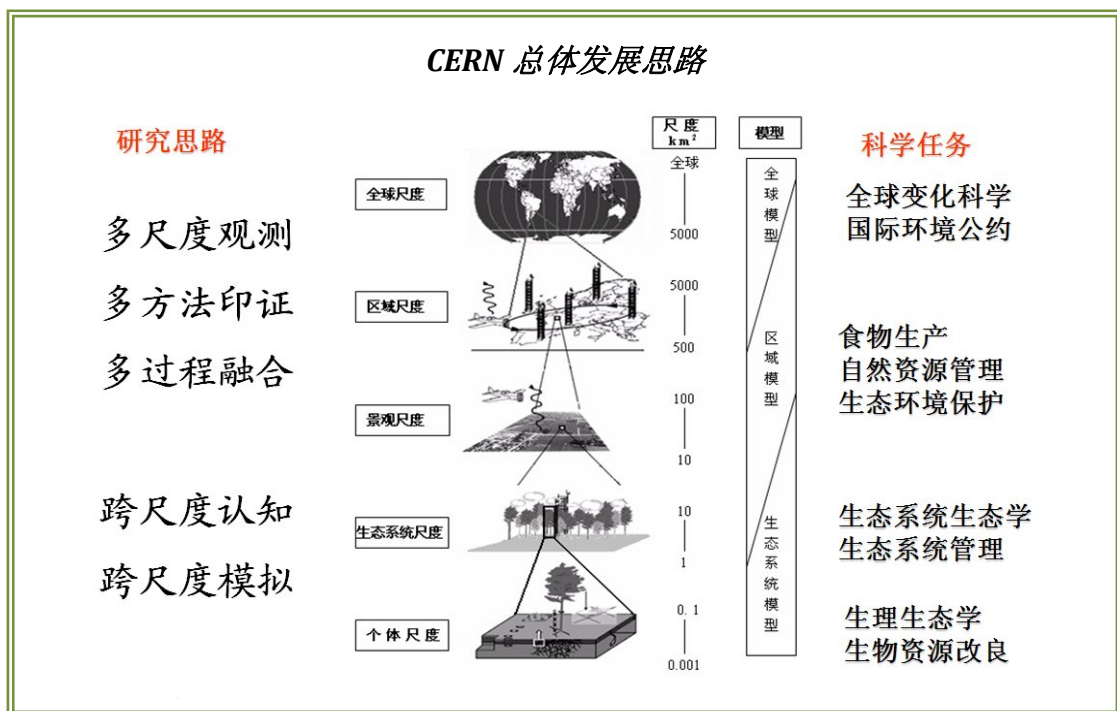 CERN 总体发展思路
研究思路
多尺度观测
多方法印证
多过程融合
跨尺度认知
跨尺度模拟
全球尺度
区域尺度
景观尺度
生态系统尺度
个体尺度
尺度
km²
全球
5000
5000
500
100
10
10
1
0.1
0.001
模型
全球模型
区域模型
生态系统模型
科学任务
全球变化科学
国际环境公约
食物生产
自然资源管理
生态环境保护
生态系统生态学
生态系统管理
生理生态学
生物资源改良